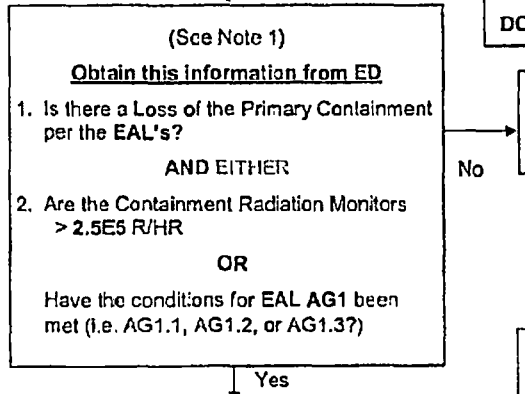 (See Note 1)
DO
Obtain this information from ED
1. Is there a Loss of the Primary Containment
per the EAL's?
AND EITHER
No
2. Are the Containment Radiation Monitors
> 2.5E5 R/HR
OR
Have the conditions for EAL AG1 been
met (i.e. AG1.1, AG1.2, or AG1.3?)
Yes